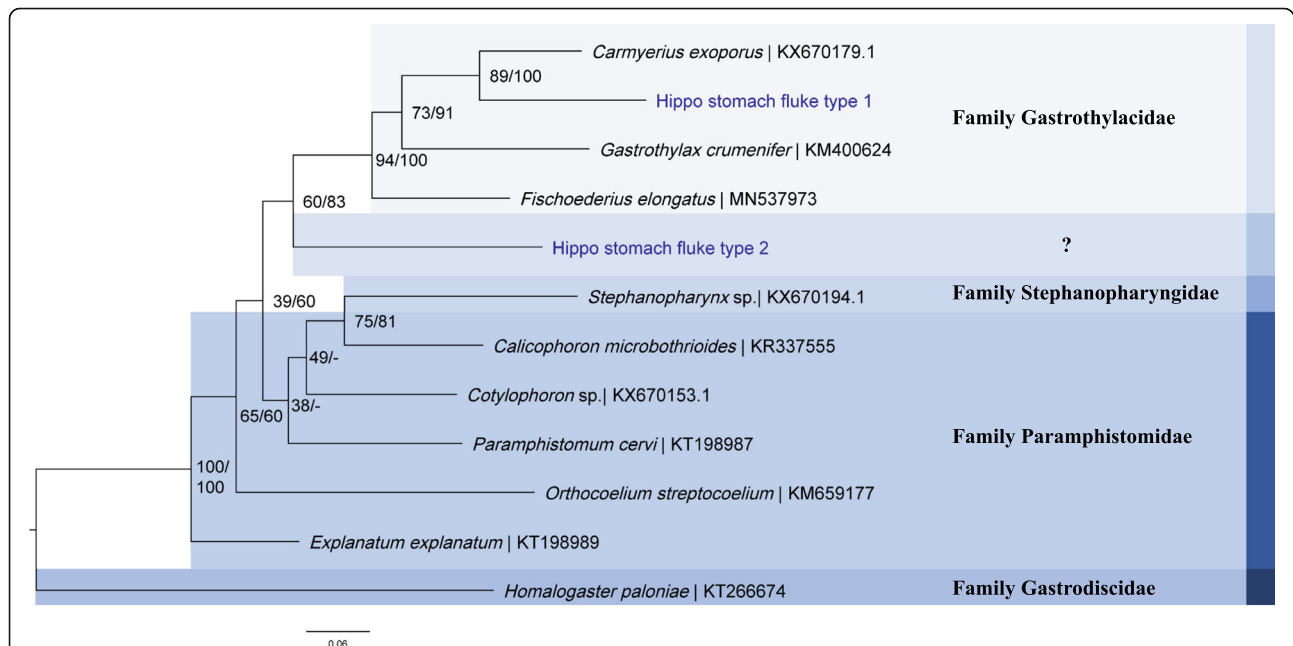 Carmyerius exoporus | KX670179.1
89/100
Hippo stomach fluke type 1
73/91
Family Gastrothylacidae
Gastrothylax crumenifer | KM400624
94/100
Fischoederius elongatus | MN537973
60/83
Hippo stomach fluke type 2
?
Stephanopharynx sp.| KX670194.1
Family Stephanopharyngidae
39/60
75/81
Calicophoron microbothrioides | KR337555
49/-
Cotylophoron sp.| KX670153.1
38/-
65/60
Paramphistomum cervi | KT198987
Family Paramphistomidae
100/
100
Orthocoelium streptocoelium | KM659177
Explanatum explanatum | KT198989
Homalogaster paloniae | KT266674
Family Gastrodiscidae
0.06